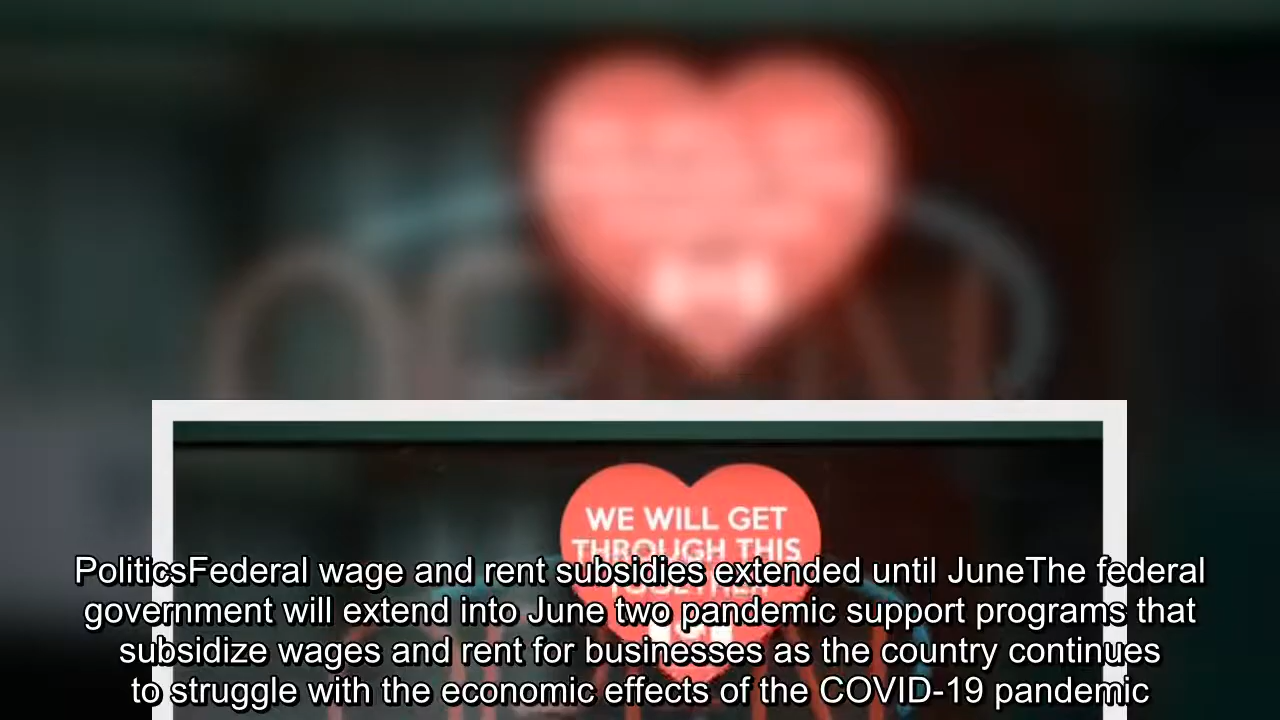 WE WILL GET
THROUGH THIS
TOGETHER
PoliticsFederal wage and rent subsidies extended until JuneThe federal
government will extend into June two pandemic support programs that
subsidize wages and rent for businesses as the country continues
to struggle with the economic effects of the COVID-19 pandemic